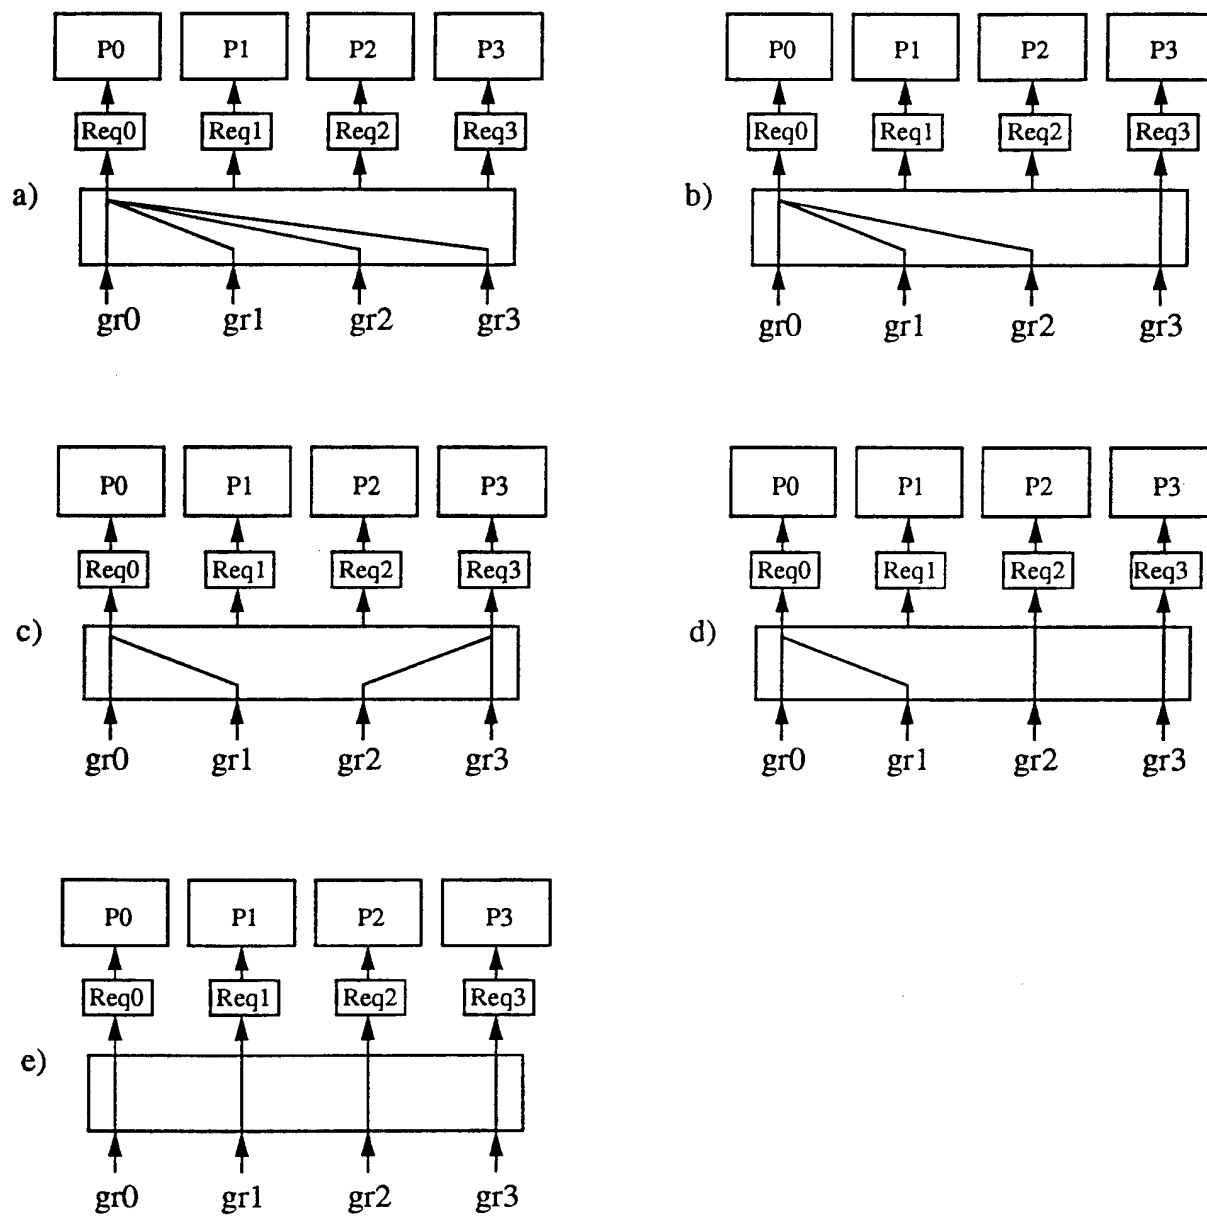 P0 P1 P2 P3
Req0 Req1 Req2 Req3
a)
gr0 gr1 gr2 gr3
P0 P1 P2 P3
Req0 Req1 Req2 Req3
b)
gr0 gr1 gr2 gr3
P0 P1 P2 P3
Req0 Req1 Req2 Req3
c)
gr0 gr1 gr2 gr3
P0 P1 P2 P3
Req0 Req1 Req2 Req3
d)
gr0 gr1 gr2 gr3
P0 P1 P2 P3
Req0 Req1 Req2 Req3
e)
gr0 gr1 gr2 gr3